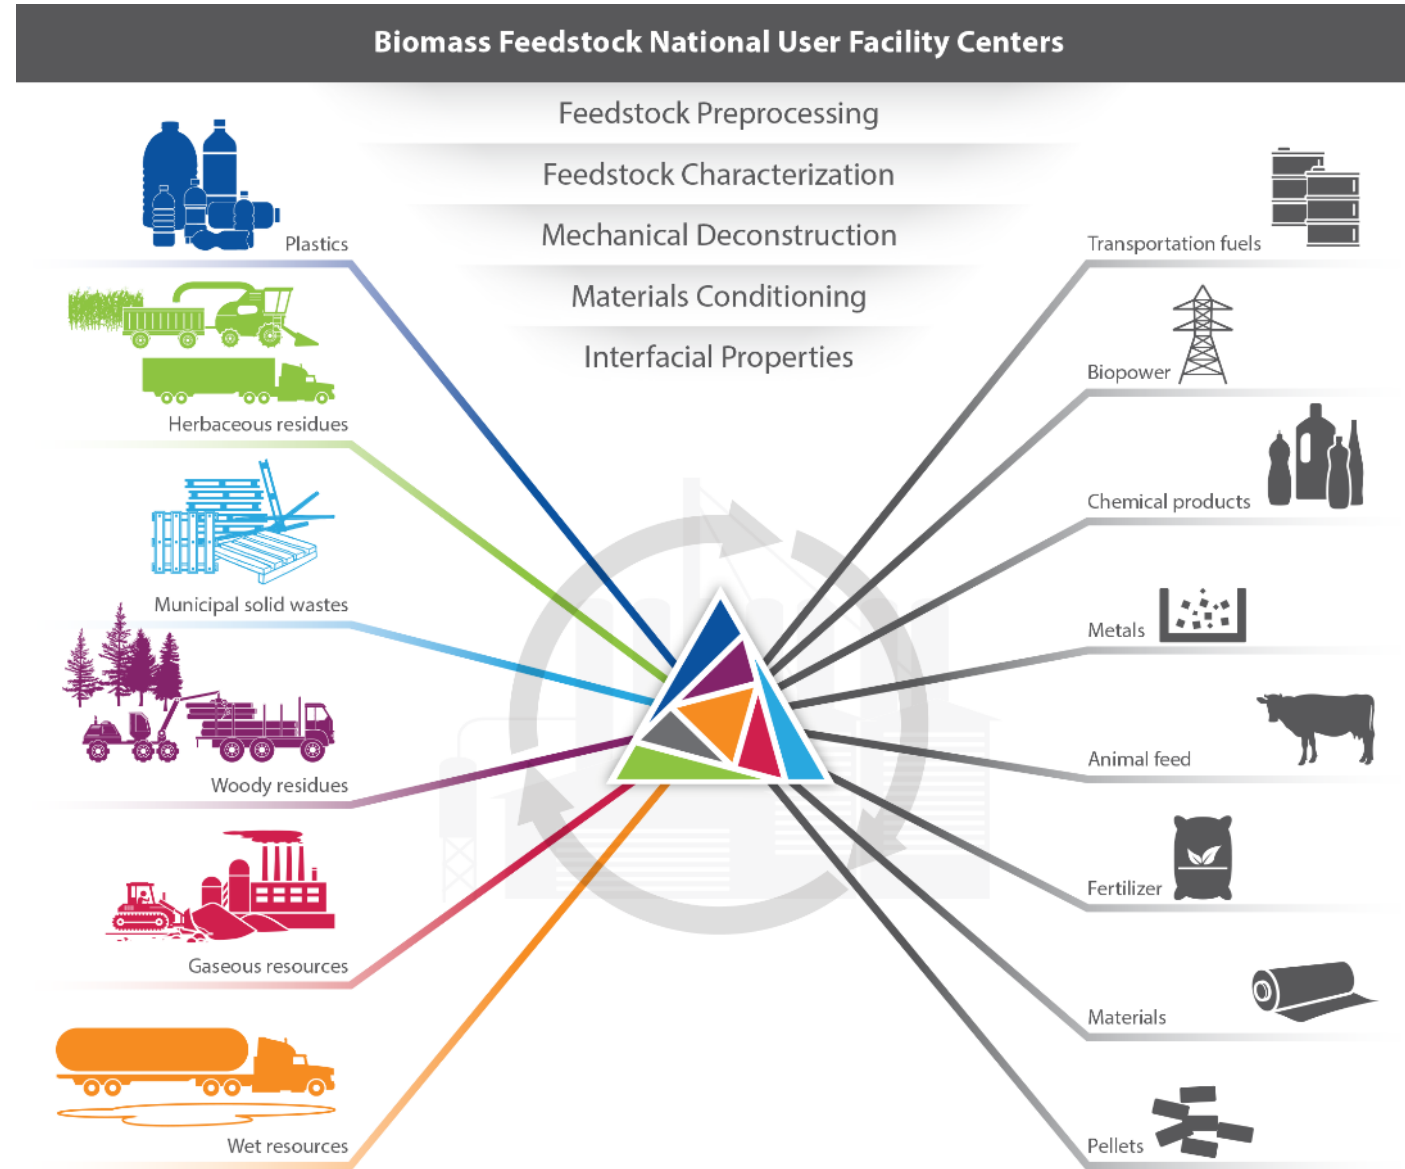 Biomass Feedstock National User Facility Centers
Feedstock Preprocessing
Feedstock Characterization
Mechanical Deconstruction
Materials Conditioning
Interfacial Properties
Plastics
Herbaceous residues
Municipal solid wastes
Woody residues
Gaseous resources
Wet resources
Transportation fuels
Biopower
Chemical products
Metals
Animal feed
Fertilizer
Materials
Pellets